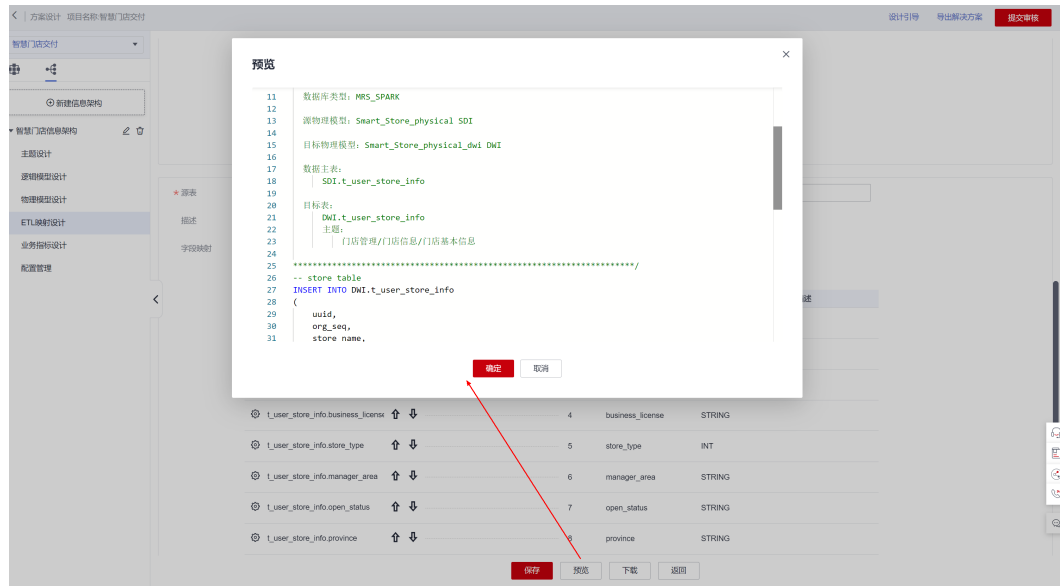 方案设计 项目名称:智慧门店交付
设计引导 导出解决方案 提交审核
智慧门店交付
新建信息架构
智慧门店信息架构
主题设计
逻辑模型设计
物理模型设计
ETL映射设计
业务指标设计
配置管理
源表
描述
字段映射
预览
11 数据库类型：MRS_SPARK
12
13 源物理模型：Smart_Store_physical SDI
14
15 目标物理模型：Smart_Store_physical_dwi DWI
16
17 数据主表：
18 SDI.t_user_store_info
19
20 目标表：
21 DWI.t_user_store_info
22 主题：
23 门店管理/门店信息/门店基本信息
24
25 **********************************************************************/
26 -- store table
27 INSERT INTO DWI.t_user_store_info
28 (
29 uuid,
30 org_seq,
31 store_name,
确定 取消
t_user_store_info.business_license 4 business_license STRING
t_user_store_info.store_type 5 store_type INT
t_user_store_info.manager_area 6 manager_area STRING
t_user_store_info.open_status 7 open_status STRING
t_user_store_info.province 8 province STRING
保存 预览 下载 返回